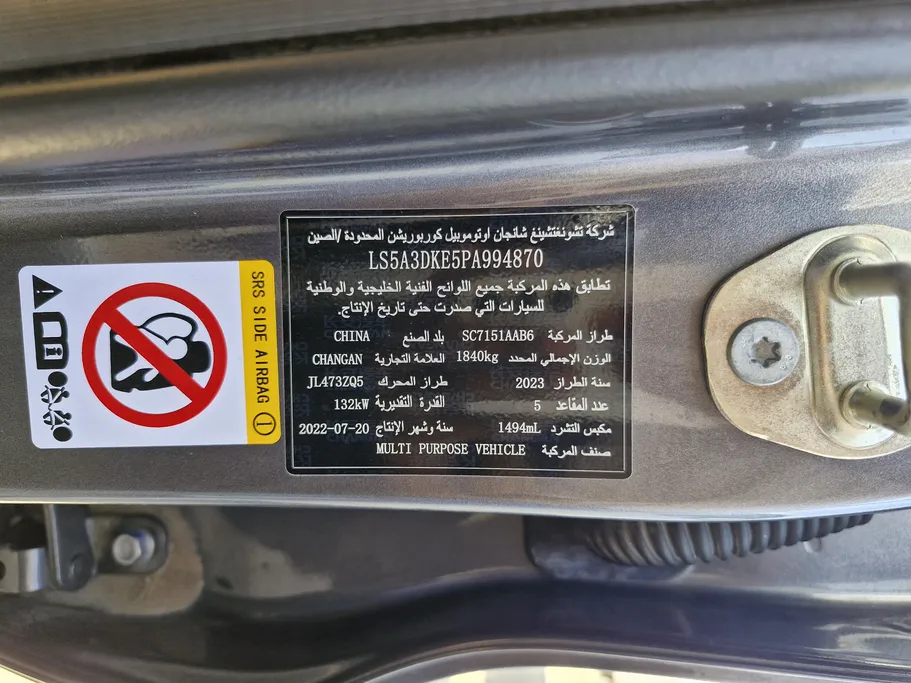 شركة تشونغتشينغ شانجان اوتوموبيل كوربوريشن المحدودة /الصين
LS5A3DKE5PA994870
تطابق هذه المركبة جميع اللوائح الفنية الخليجية والوطنية
للسيارات التي صدرت حتى تاريخ الإنتاج.
طراز المركبة SC7151AAB6 بلد الصنع CHINA
الوزن الإجمالي المحدد 1840kg العلامة التجارية CHANGAN
سنة الطراز 2023 طراز المحرك JL473ZQ5
عدد المقاعد 5 القدرة التقديرية 132kW
مكبس التشرد 1494mL سنة وشهر الإنتاج 2022-07-20
صنف المركبة MULTI PURPOSE VEHICLE
SRS SIDE AIRBAG ①